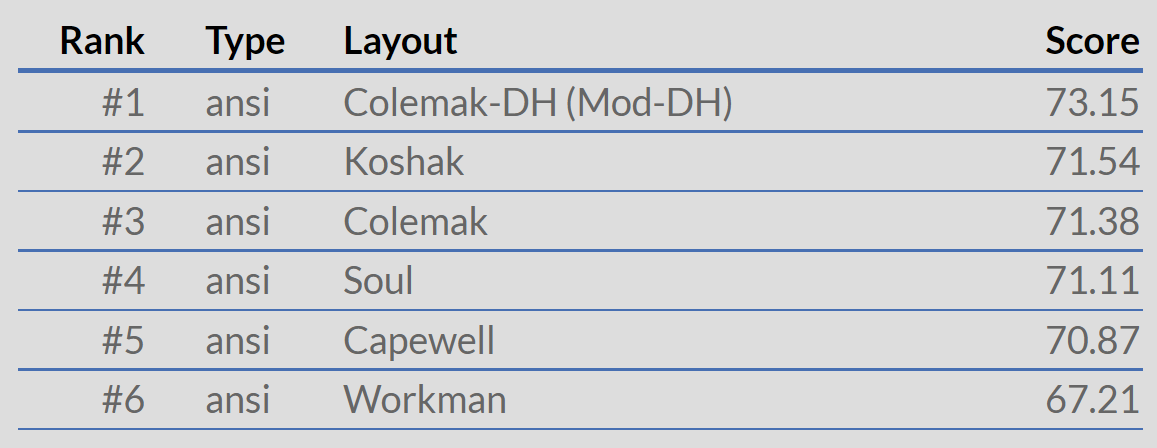 Rank Type Layout Score
#1 ansi Colemak-DH (Mod-DH) 73.15
#2 ansi Koshak 71.54
#3 ansi Colemak 71.38
#4 ansi Soul 71.11
#5 ansi Capewell 70.87
#6 ansi Workman 67.21